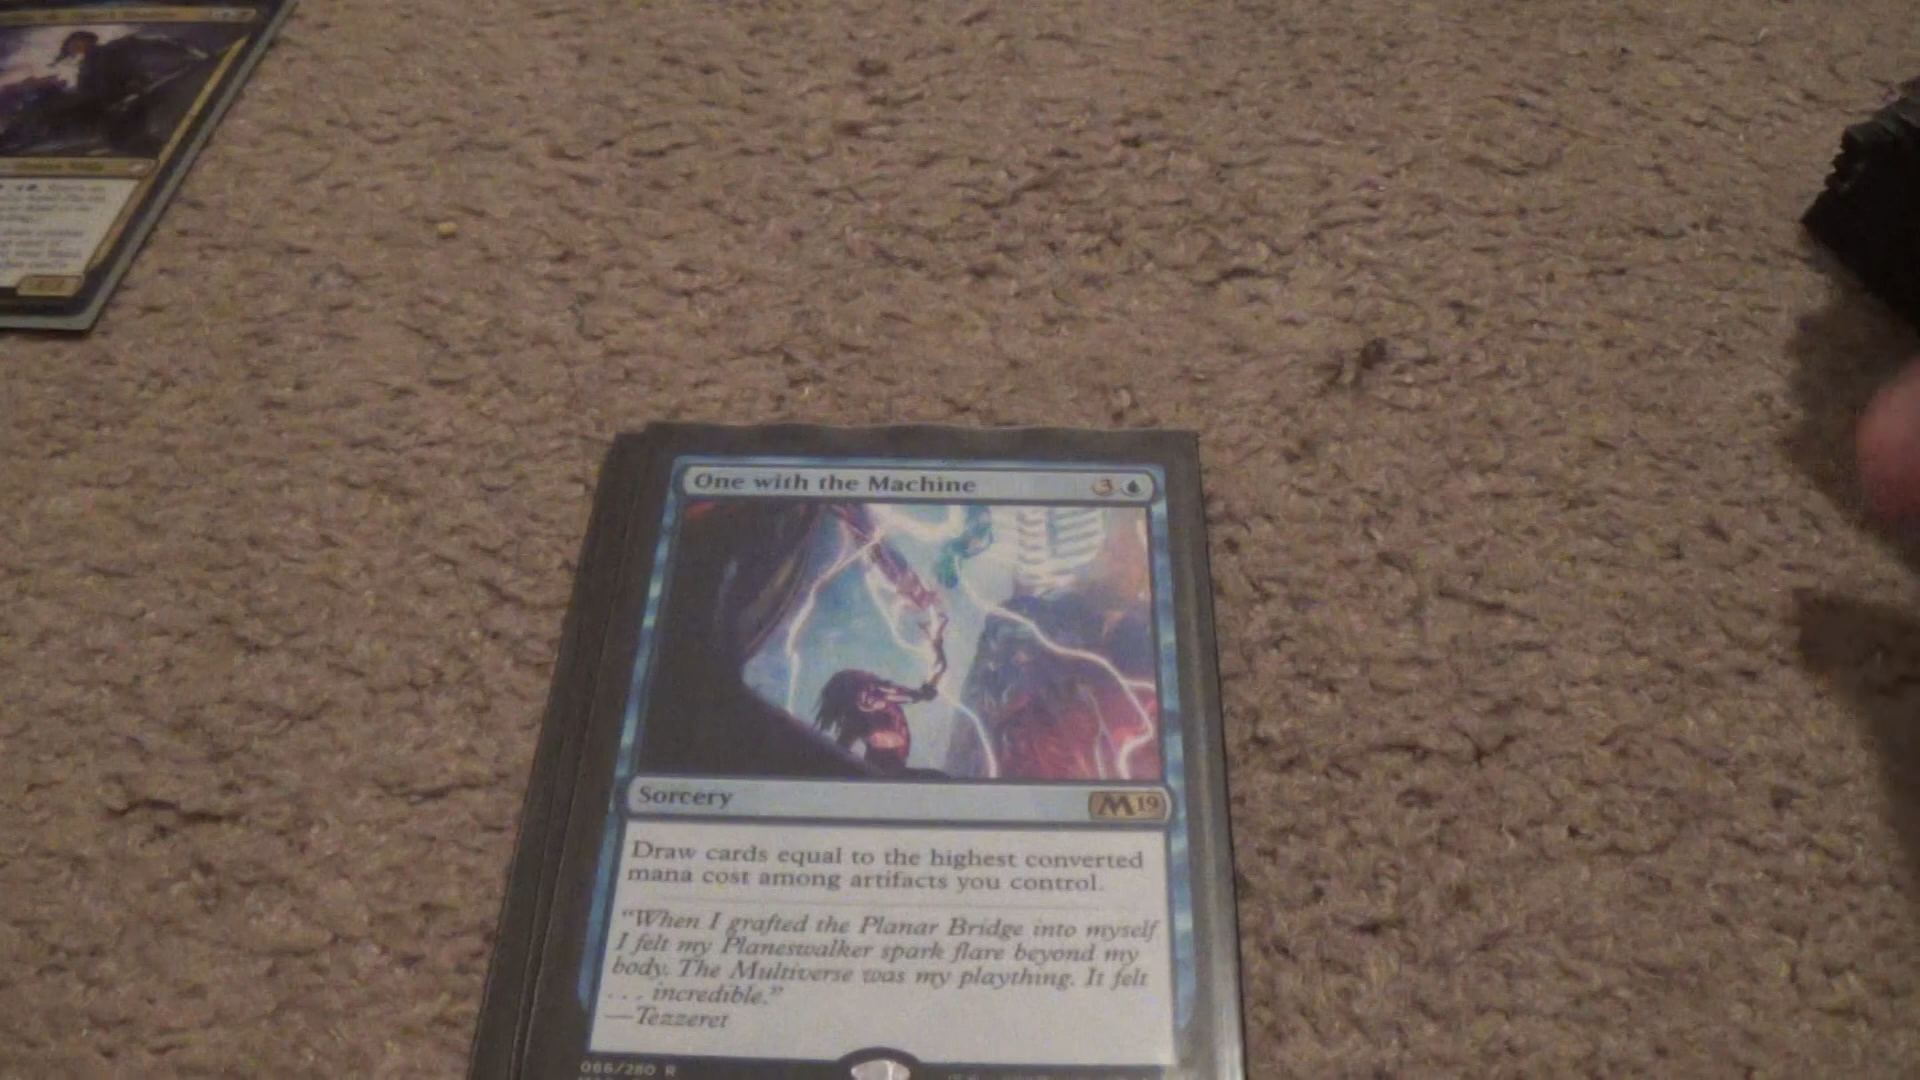 One with the Machine 3
Sorcery M19
Draw cards equal to the highest converted
mana cost among artifacts you control.
"When I grafted the Planar Bridge into myself
I felt my Planeswalker spark flare beyond my
body. The Multiverse was my plaything. It felt
. . . incredible."
—Tezzeret
066/280 R